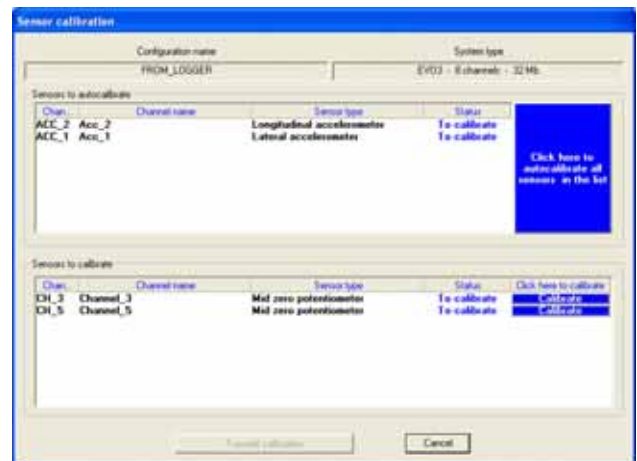 Sensor calibration
Configuration name System type
FROM_LOGGER EVO3 - 8 channels - 32 Mb
Sensors to autocalibrate
Chan. Channel name Sensor type Status
ACC_2 Acc_2 Longitudinal accelerometer To calibrate
ACC_1 Acc_1 Lateral accelerometer To calibrate
Click here to
autocalibrate all
sensors in the list
Sensors to calibrate
Chan. Channel name Sensor type Status Click here to calibrate
CH_3 Channel_3 Mid zero potentiometer To calibrate Calibrate
CH_5 Channel_5 Mid zero potentiometer To calibrate Calibrate
Transmit calibration Cancel